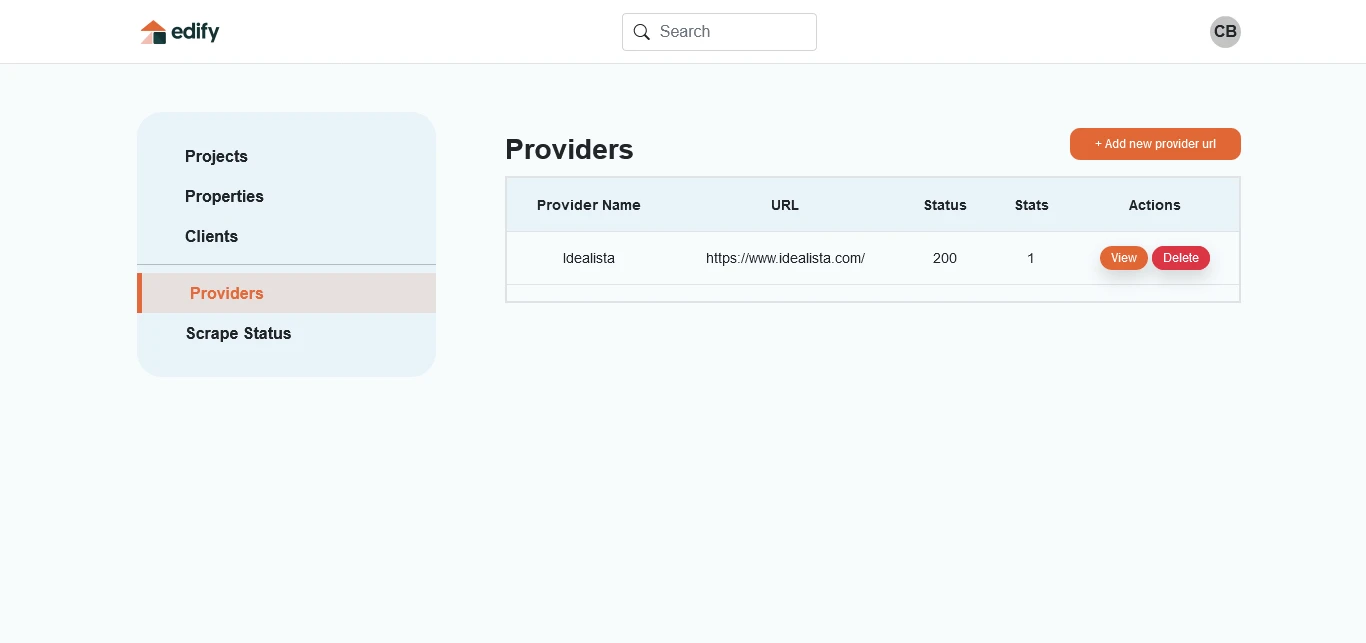 edify
Search
CB
Projects
Properties
Clients
Providers
Scrape Status
Providers
+ Add new provider url
Provider Name URL Status Stats Actions
Idealista https://www.idealista.com/ 200 1 View Delete